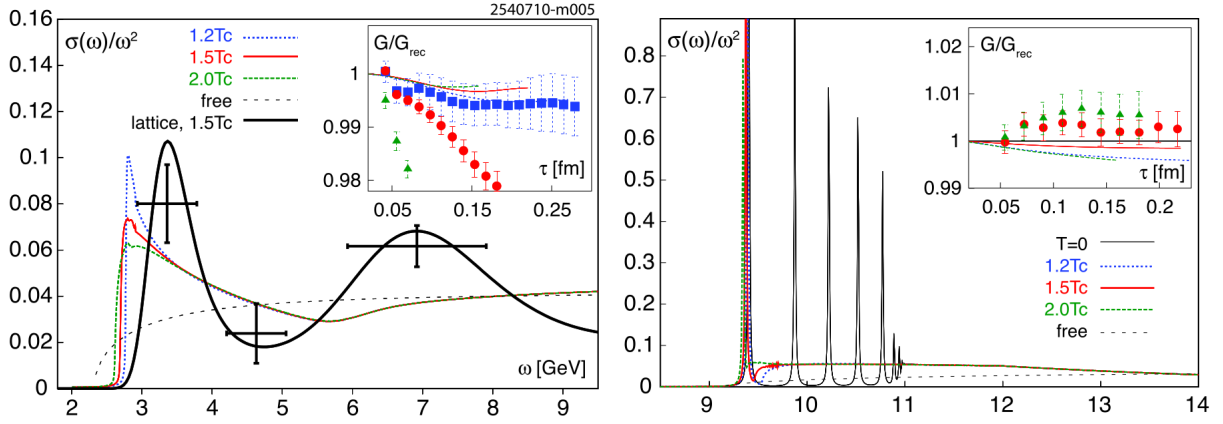 2540710-m005
0.16
0.14
0.12
0.1
0.08
0.06
0.04
0.02
0
σ(ω)/ω²
1.2Tc
1.5Tc
2.0Tc
free
lattice, 1.5Tc
G/G_rec
1
0.99
0.98
τ [fm]
0.05 0.15 0.25
ω [GeV]
2 3 4 5 6 7 8 9
0.8
0.7
0.6
0.5
0.4
0.3
0.2
0.1
0
σ(ω)/ω²
G/G_rec
1.02
1.01
1
0.99
τ [fm]
0.05 0.1 0.15 0.2
T=0
1.2Tc
1.5Tc
2.0Tc
free
9 10 11 12 13 14